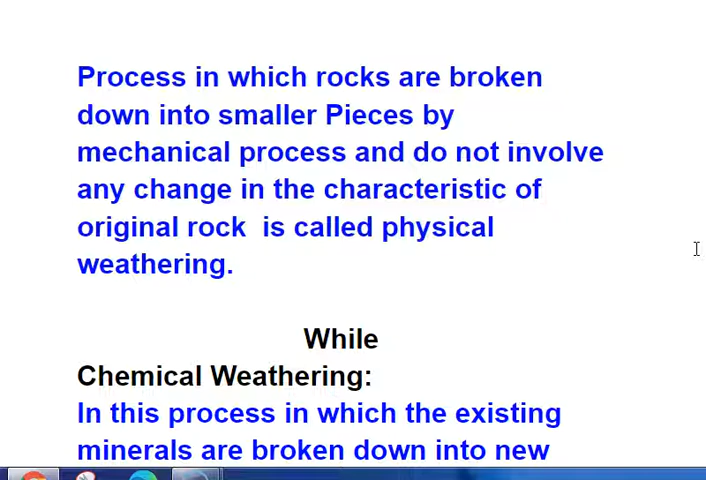 Process in which rocks are broken
down into smaller Pieces by
mechanical process and do not involve
any change in the characteristic of
original rock  is called physical
weathering.
While
Chemical Weathering:
In this process in which the existing
minerals are broken down into new